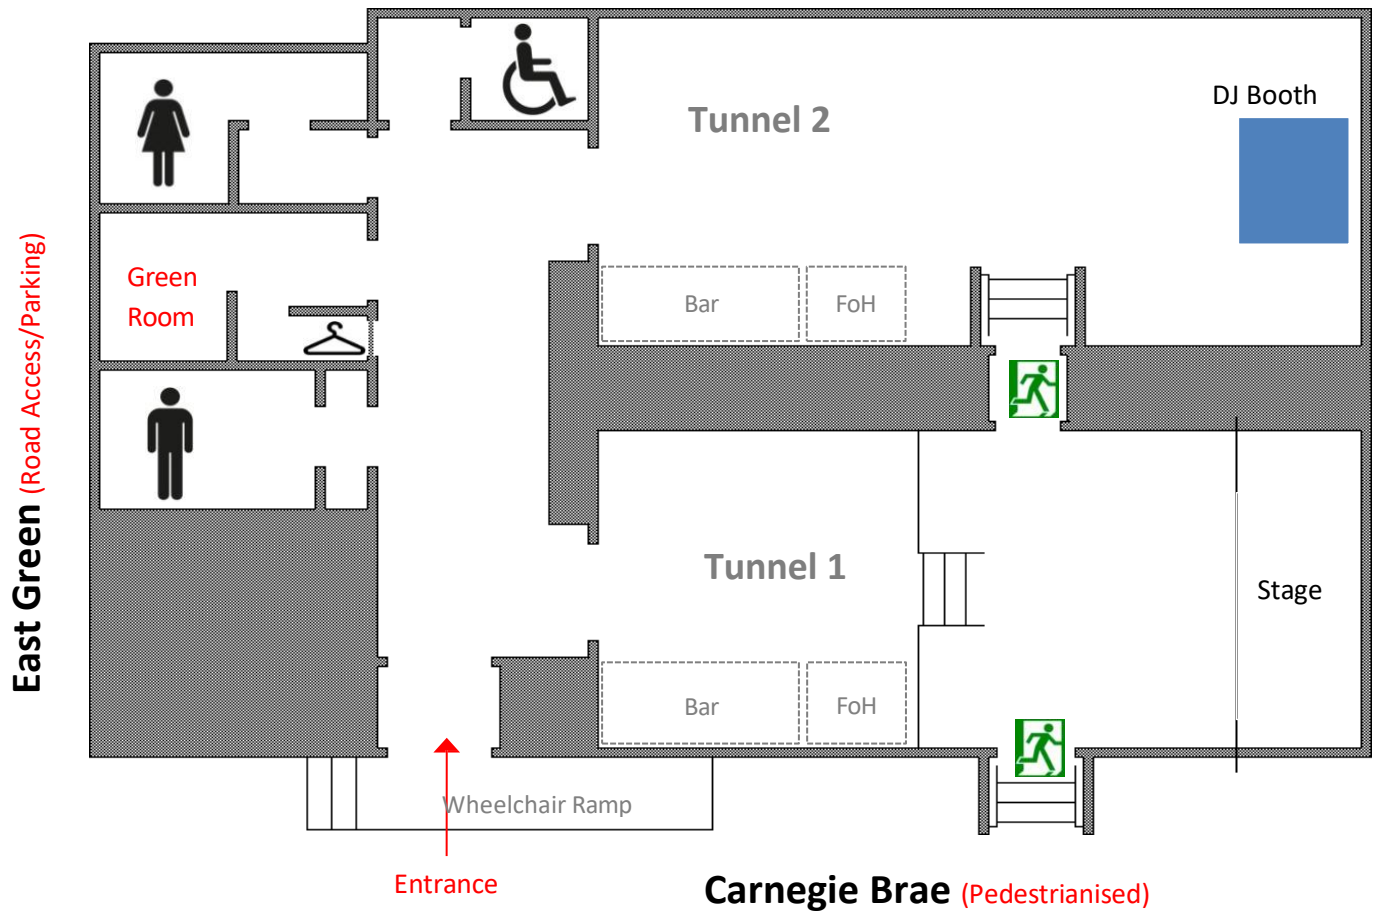 DJ Booth
Tunnel 2
Green
Room
Bar
FoH
East Green (Road Access/Parking)
Tunnel 1
Stage
Bar
FoH
Wheelchair Ramp
Entrance
Carnegie Brae (Pedestrianised)